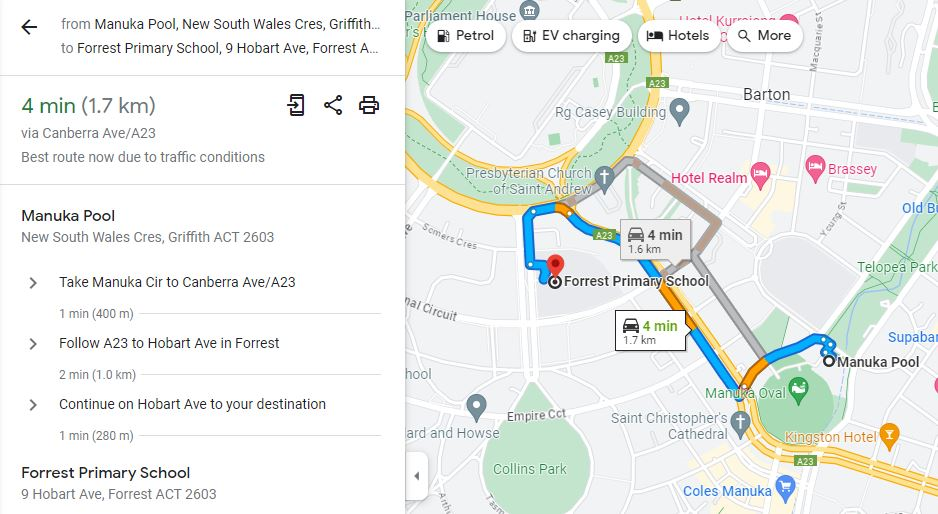 from Manuka Pool, New South Wales Cres, Griffith...
to Forrest Primary School, 9 Hobart Ave, Forrest A...
4 min (1.7 km)
via Canberra Ave/A23
Best route now due to traffic conditions
Manuka Pool
New South Wales Cres, Griffith ACT 2603
Take Manuka Cir to Canberra Ave/A23
1 min (400 m)
Follow A23 to Hobart Ave in Forrest
2 min (1.0 km)
Continue on Hobart Ave to your destination
1 min (280 m)
Forrest Primary School
9 Hobart Ave, Forrest ACT 2603
Parliament House
Hotel Kurrajong
Petrol
EV charging
Hotels
More
Macquarie St
A23
A23
Barton
Rg Casey Building
Presbyterian Church
of Saint Andrew
Hotel Realm
Brassey
Young St
Old Bu
Somers Cres
A23
4 min
1.6 km
Telopea Park
Forrest Primary School
nal Circuit
4 min
1.7 km
Supabar
Manuka Pool
hool
Manuka Oval
Empire Cct
Saint Christopher's
Cathedral
ard and Howse
Kingston Hotel
A23
Collins Park
Coles Manuka
Arth
Tasm